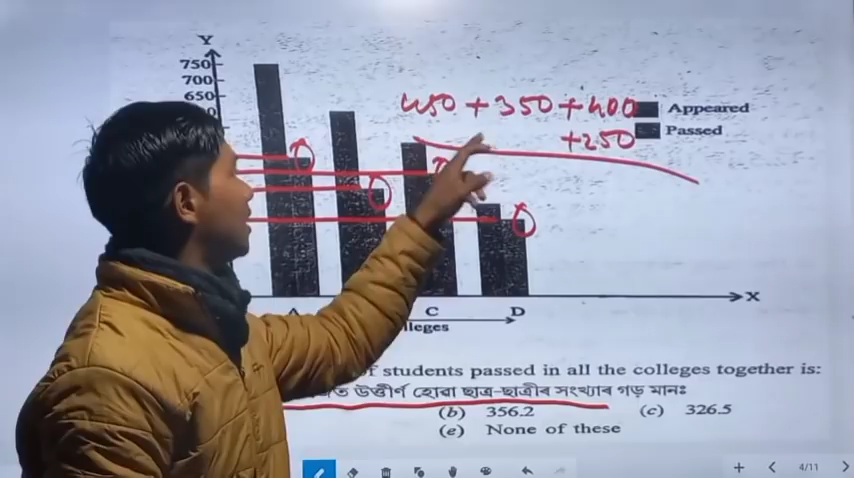 Y
750
700
650
450 + 350 + 400
+250
Appeared
Passed
X
C D
lleges
f students passed in all the colleges together is:
উত্তীৰ্ণ হোৱা ছাত্ৰ-ছাত্ৰীৰ সংখ্যাৰ গড় মানঃ
(b) 356.2 (c) 326.5
(e) None of these
4/11